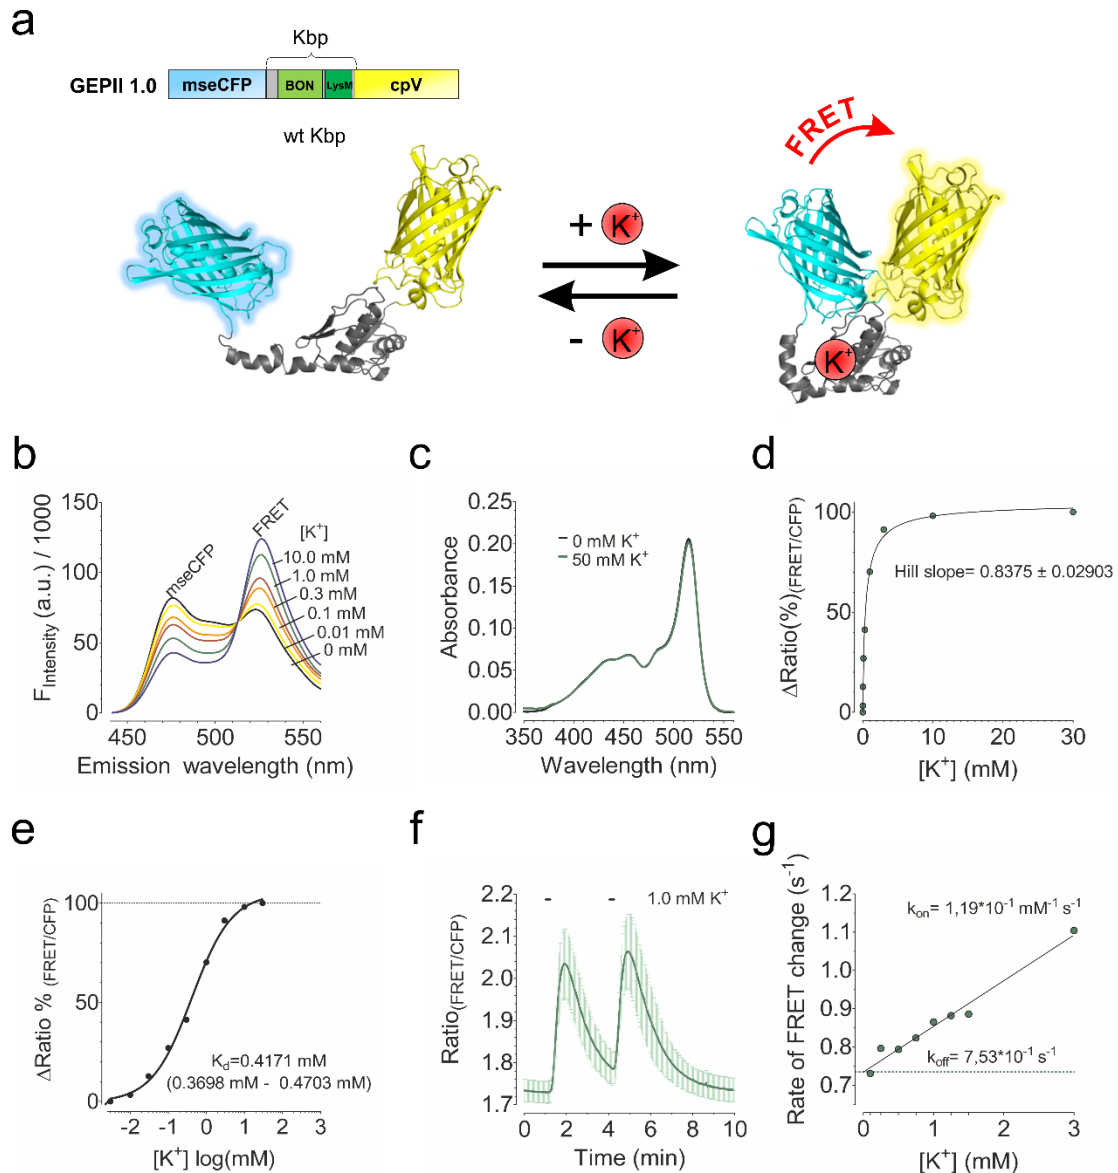 a
Kbp
GEPII 1.0
mseCFP
BON
LysM
cpV
wt Kbp
FRET
+ K+
- K+
K+
b
FIntensity (a.u.) / 1000
150
100
50
0
mseCFP
FRET
[K+]
10.0 mM
1.0 mM
0.3 mM
0.1 mM
0.01 mM
0 mM
450
500
550
Emission wavelength (nm)
c
Absorbance
0.25
0.20
0.15
0.10
0.05
0.00
0 mM K+
50 mM K+
350
400
450
500
550
Wavelength (nm)
d
ΔRatio(%)(FRET/CFP)
100
50
0
Hill slope= 0.8375 ± 0.02903
0
10
20
30
[K+] (mM)
e
ΔRatio % (FRET/CFP)
100
50
0
Kd=0.4171 mM
(0.3698 mM - 0.4703 mM)
-2
-1
0
1
2
3
[K+] log(mM)
f
Ratio(FRET/CFP)
2.2
2.1
2.0
1.9
1.8
1.7
1.0 mM K+
0
2
4
6
8
10
Time (min)
g
Rate of FRET change (s-1)
1.2
1.1
1.0
0.9
0.8
0.7
kon= 1,19*10-1 mM-1 s-1
koff= 7,53*10-1 s-1
0
1
2
3
[K+] (mM)